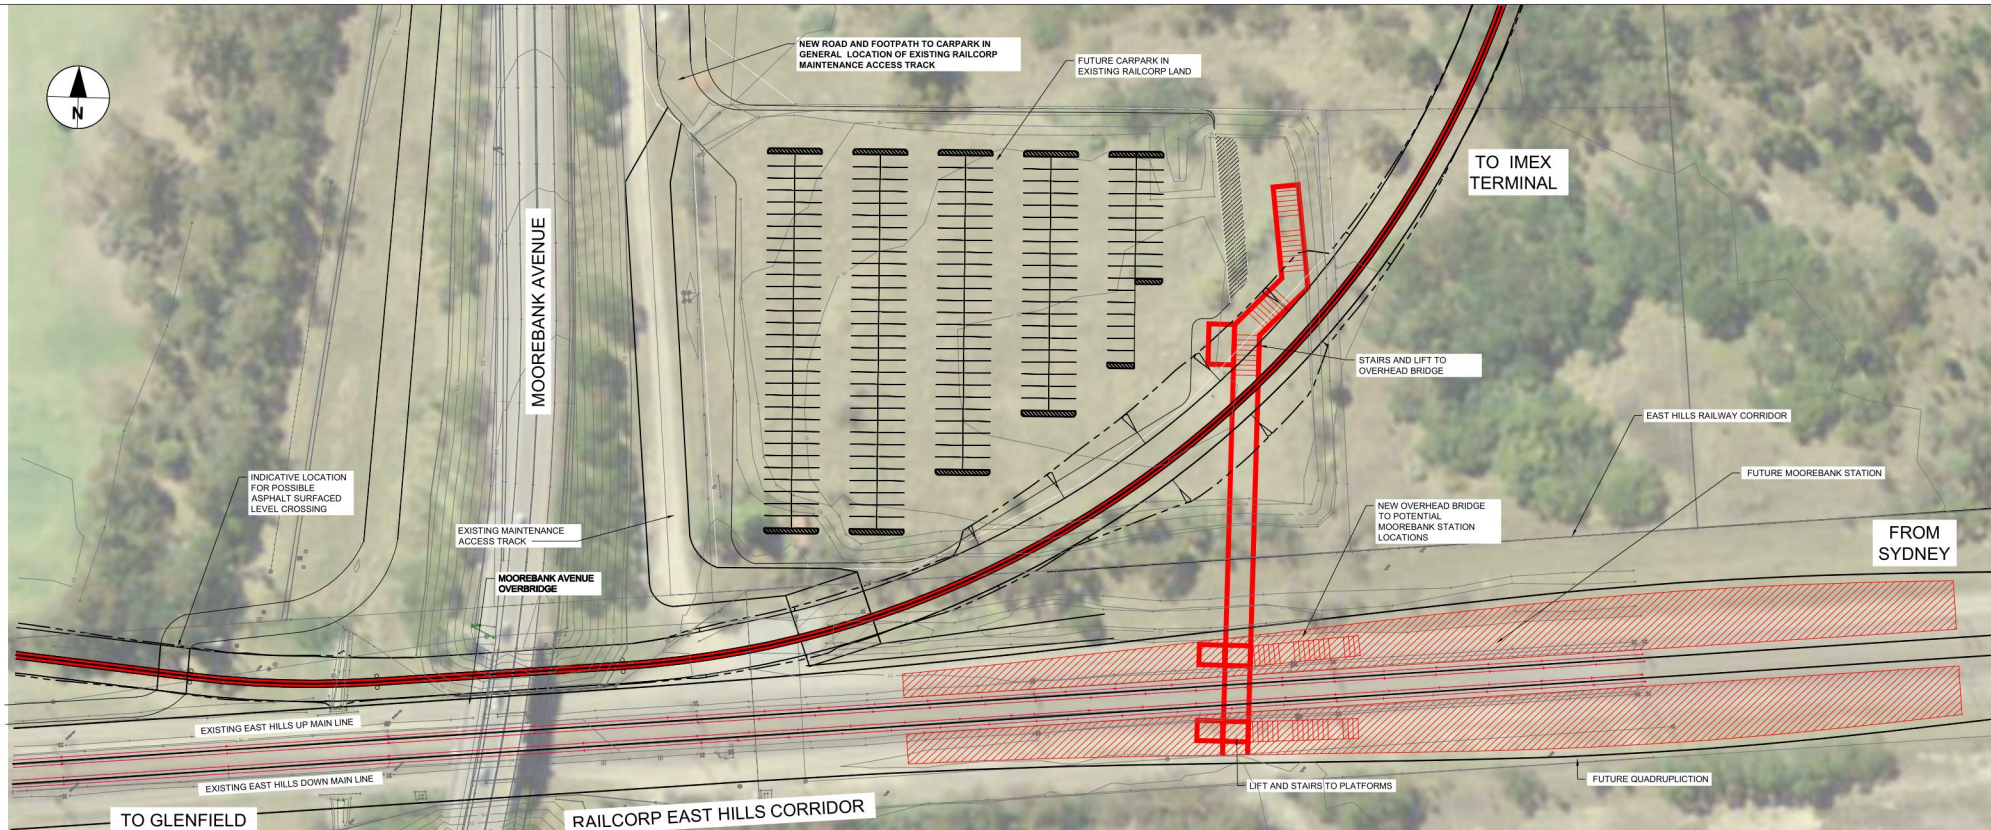 NEW ROAD AND FOOTPATH TO CARPARK IN
GENERAL LOCATION OF EXISTING RAILCORP
MAINTENANCE ACCESS TRACK
FUTURE CARPARK IN
EXISTING RAILCORP LAND
N
TO IMEX
TERMINAL
MOOREBANK AVENUE
STAIRS AND LIFT TO
OVERHEAD BRIDGE
EAST HILLS RAILWAY CORRIDOR
INDICATIVE LOCATION
FOR POSSIBLE
ASPHALT SURFACED
LEVEL CROSSING
FUTURE MOOREBANK STATION
NEW OVERHEAD BRIDGE
TO POTENTIAL
MOOREBANK STATION
LOCATIONS
EXISTING MAINTENANCE
ACCESS TRACK
FROM
SYDNEY
MOOREBANK AVENUE
OVERBRIDGE
EXISTING EAST HILLS UP MAIN LINE
EXISTING EAST HILLS DOWN MAIN LINE
FUTURE QUADRUPLICTION
LIFT AND STAIRS TO PLATFORMS
TO GLENFIELD
RAILCORP EAST HILLS CORRIDOR